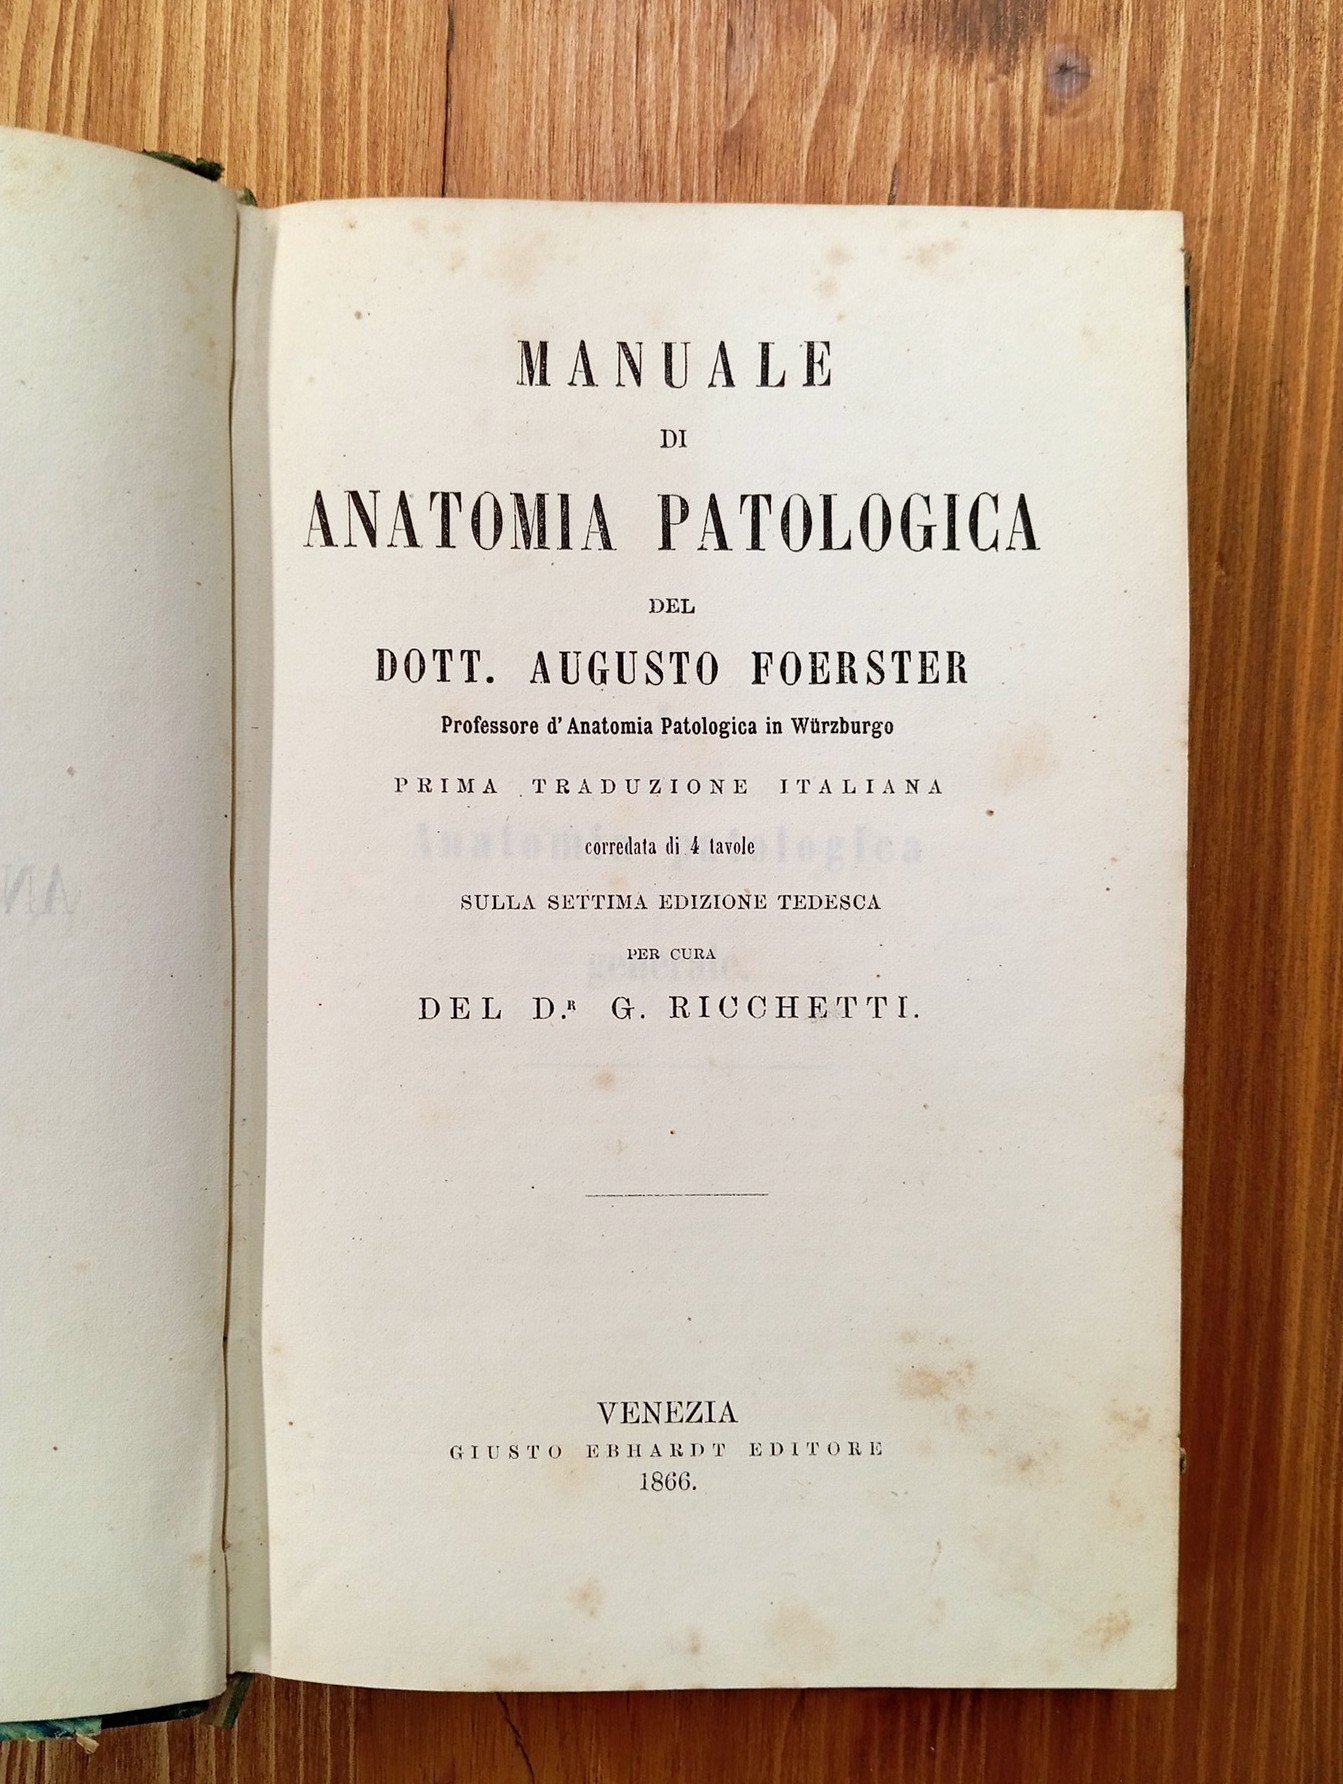 MANUALE
DI
ANATOMIA PATOLOGICA
DEL
DOTT. AUGUSTO FOERSTER
Professore d' Anatomia Patologica in Würzburgo
PRIMA TRADUZIONE ITALIANA
corredata di 4 tavole
SULLA SETTIMA EDIZIONE TEDESCA
PER CURA
DEL D.R G. RICCHETTI.
VENEZIA
GIUSTO EBHARDT EDITORE
1866.